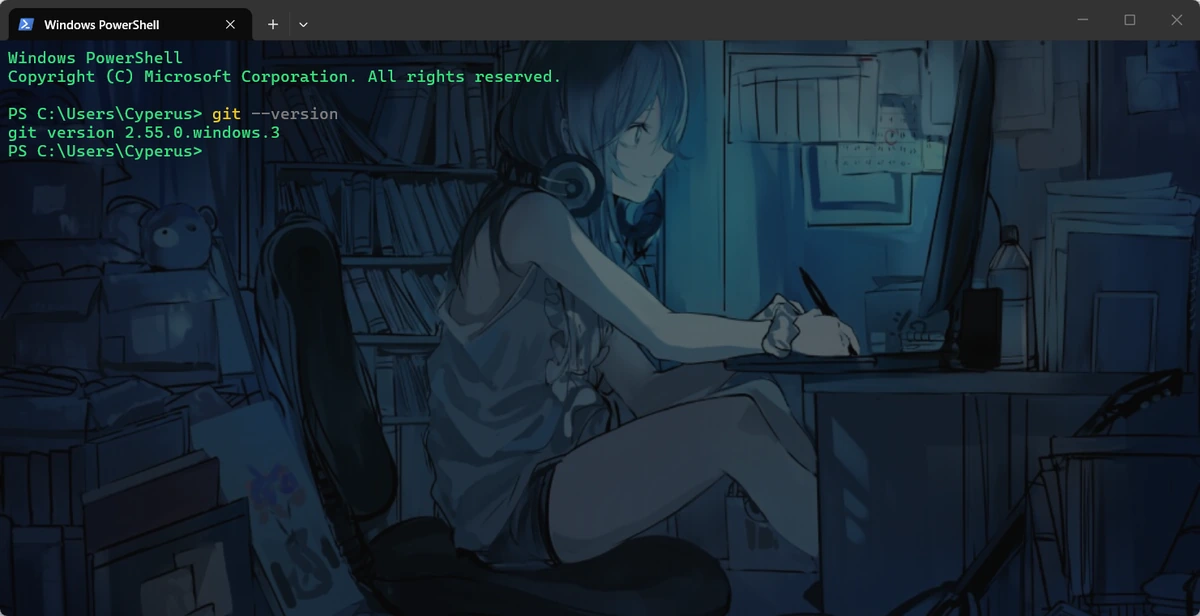 Windows PowerShell
Windows PowerShell
Copyright (C) Microsoft Corporation. All rights reserved.
PS C:\Users\Cyperus> git --version
git version 2.55.0.windows.3
PS C:\Users\Cyperus>